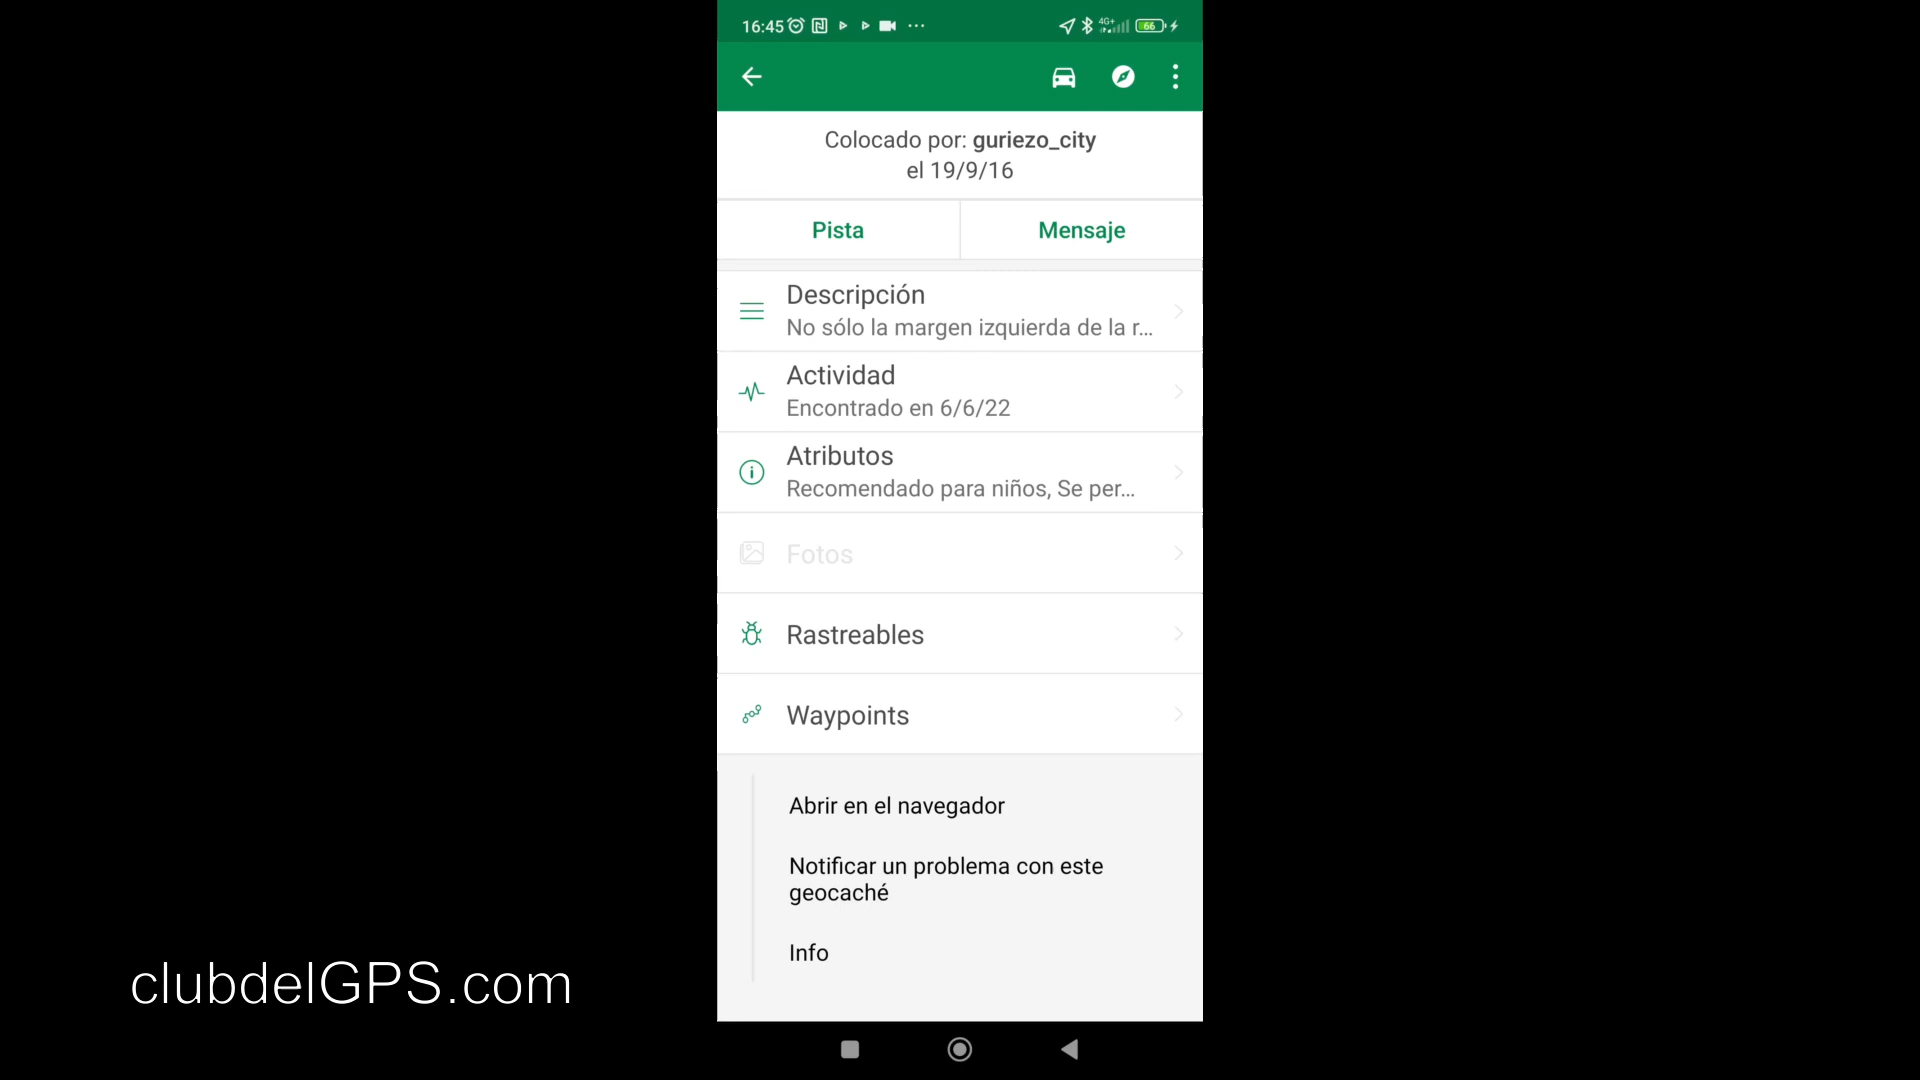 16:45
4G+
66
Colocado por: guriezo_city
el 19/9/16
Pista
Mensaje
Descripción
No sólo la margen izquierda de la r...
Actividad
Encontrado en 6/6/22
Atributos
Recomendado para niños, Se per...
Fotos
Rastreables
Waypoints
Abrir en el navegador
Notificar un problema con este
geocaché
Info
clubdelGPS.com